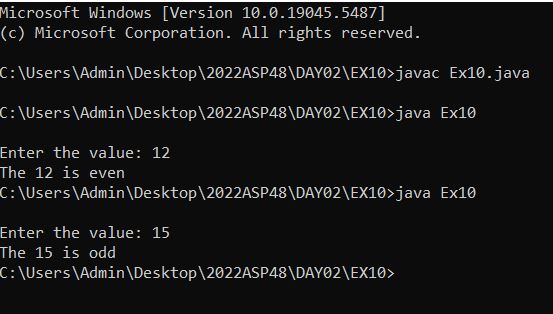 Microsoft Windows [Version 10.0.19045.5487]
(c) Microsoft Corporation. All rights reserved.
C:\Users\Admin\Desktop\2022ASP48\DAY02\EX10>javac Ex10.java
C:\Users\Admin\Desktop\2022ASP48\DAY02\EX10>java Ex10
Enter the value: 12
The 12 is even
C:\Users\Admin\Desktop\2022ASP48\DAY02\EX10>java Ex10
Enter the value: 15
The 15 is odd
C:\Users\Admin\Desktop\2022ASP48\DAY02\EX10>